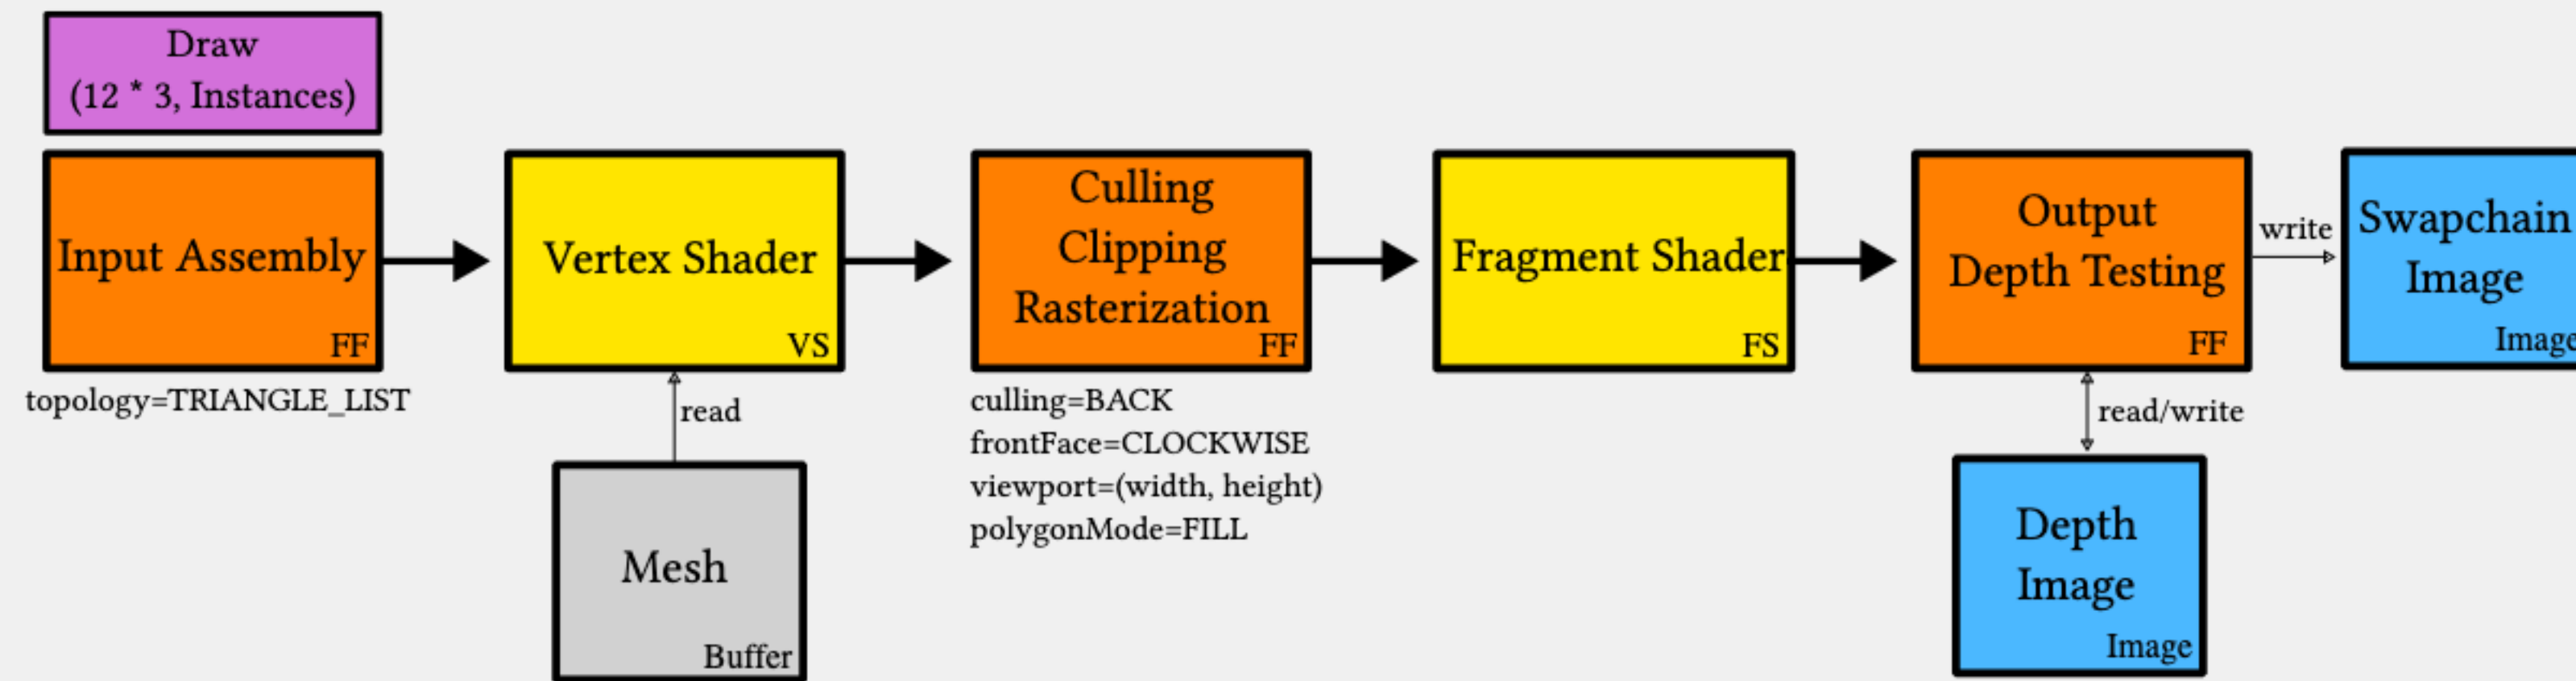 Draw
(12 * 3, Instances)
Input Assembly
FF
topology=TRIANGLE_LIST
Vertex Shader
VS
read
Mesh
Buffer
Culling
Clipping
Rasterization
FF
culling=BACK
frontFace=CLOCKWISE
viewport=(width, height)
polygonMode=FILL
Fragment Shader
FS
Output
Depth Testing
FF
read/write
Depth
Image
Image
write
Swapchain
Image
Image